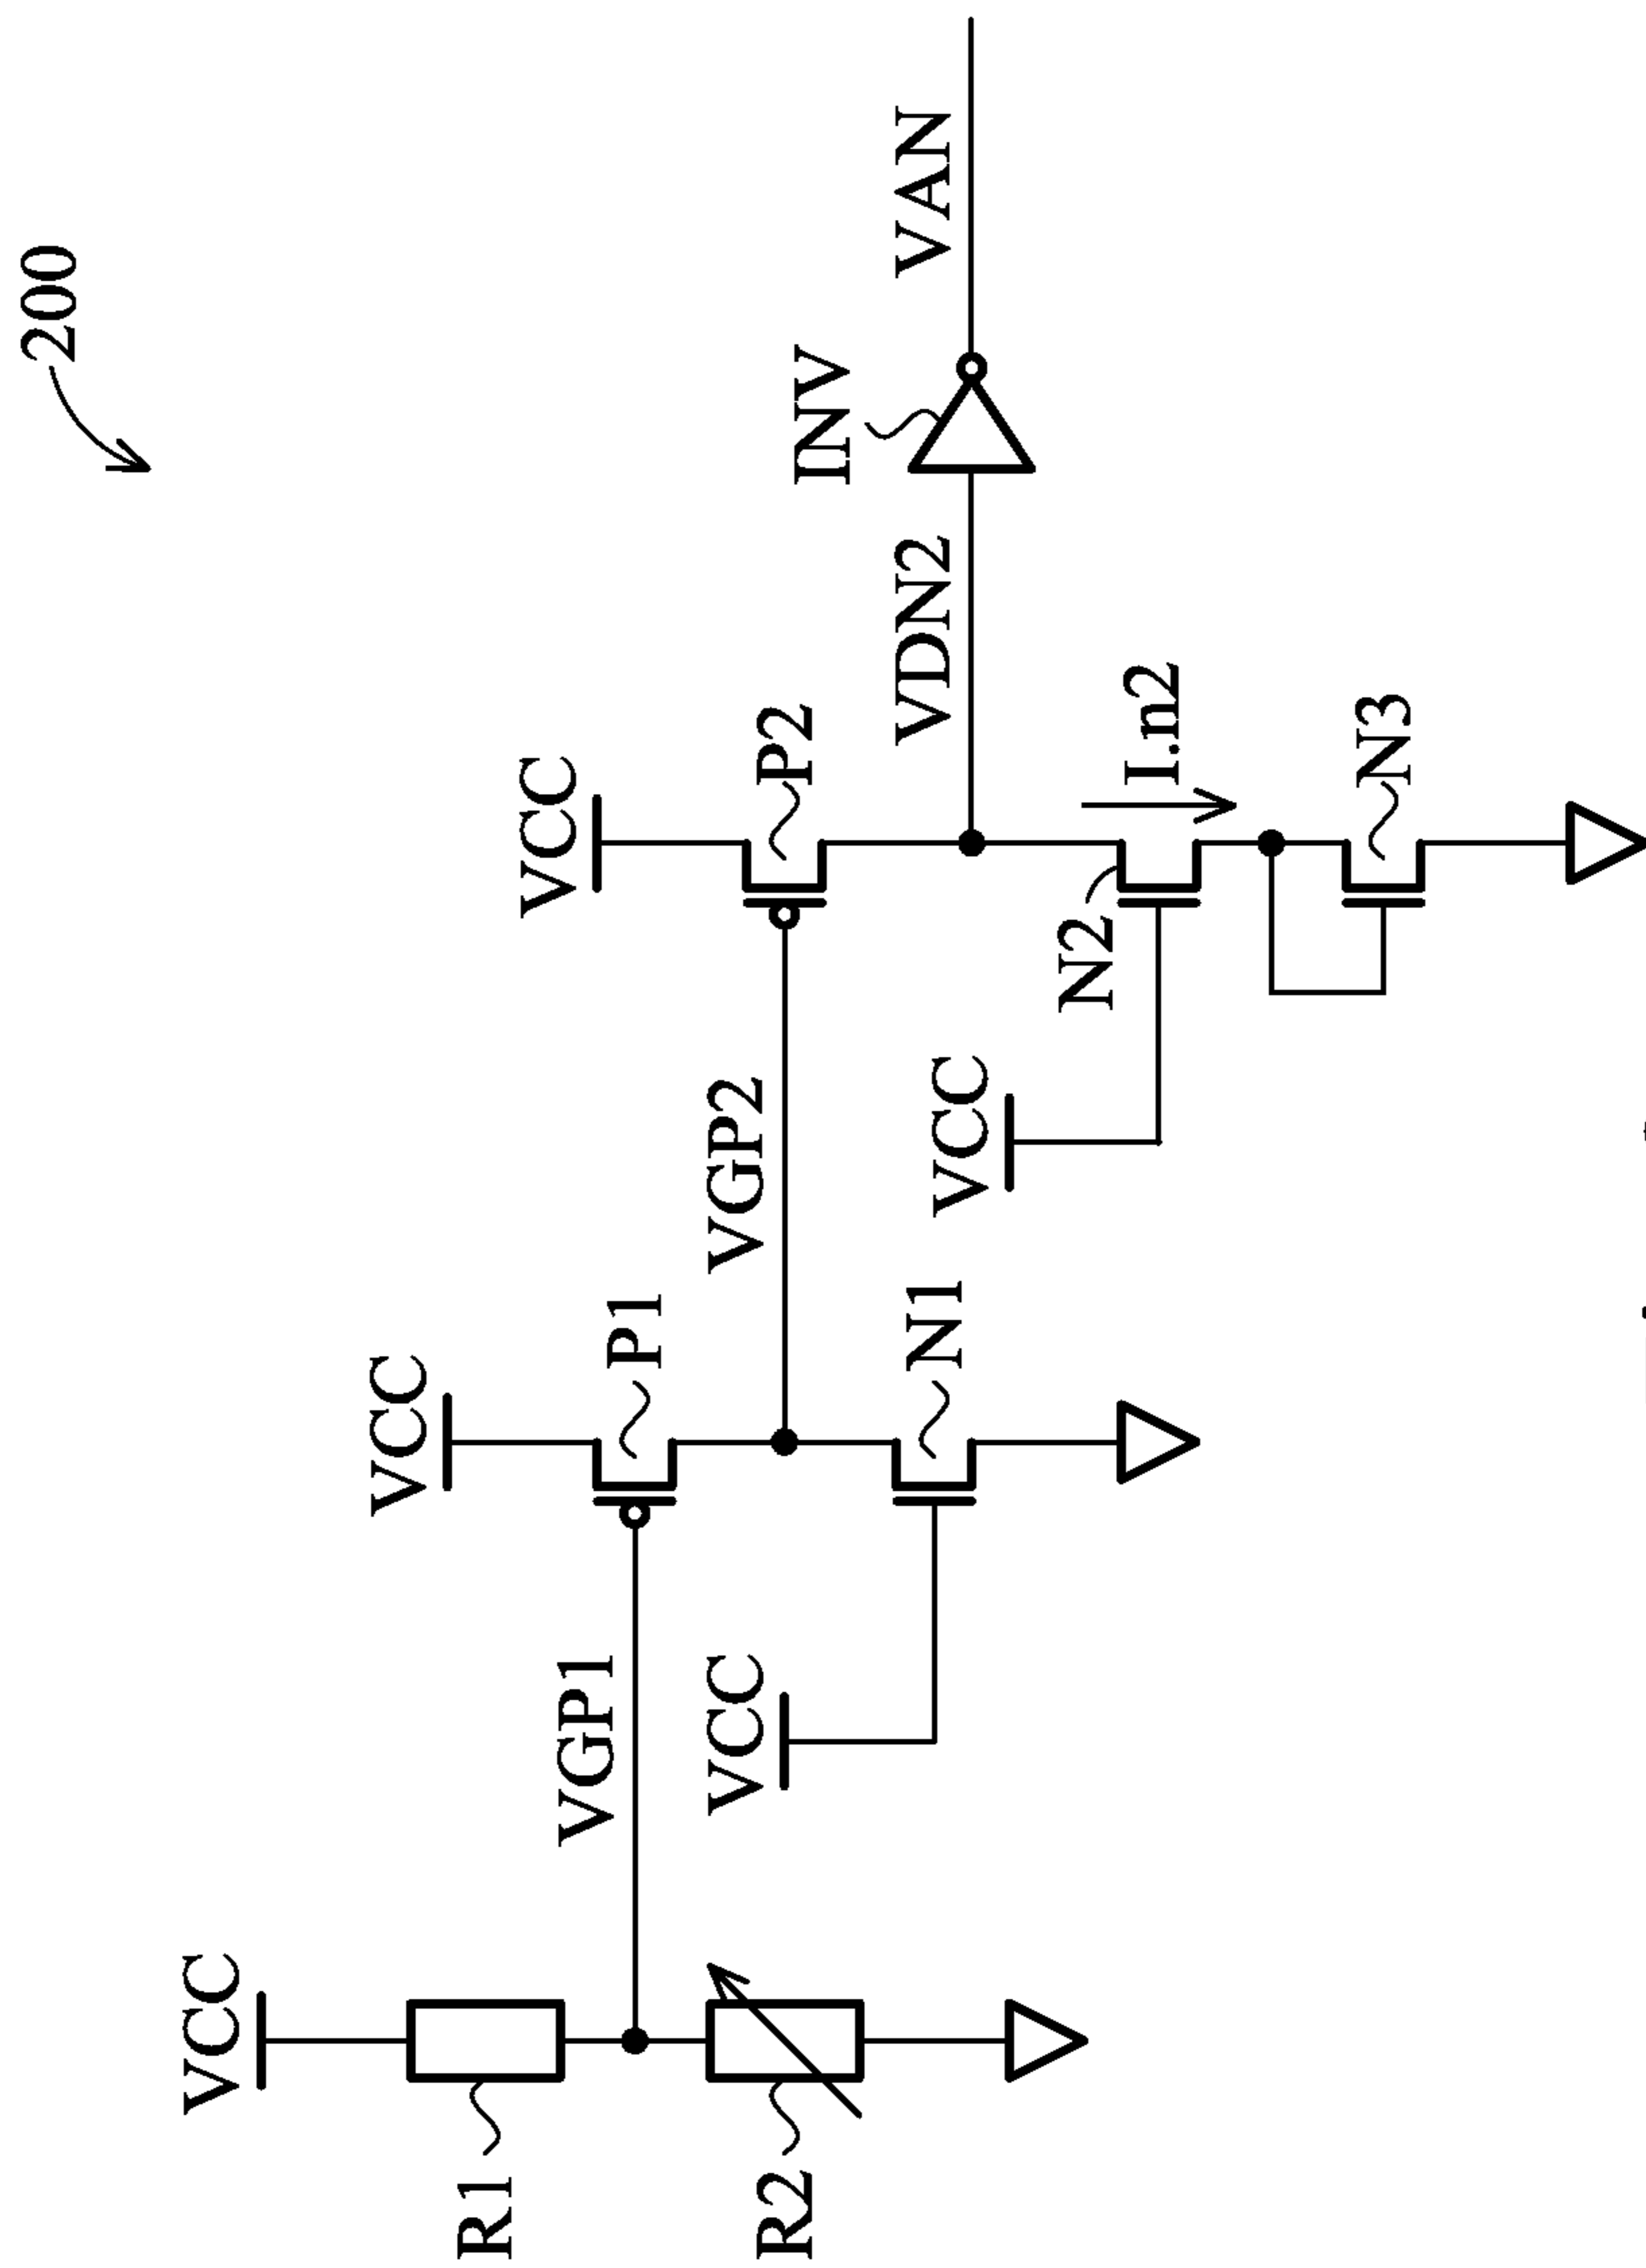 200
VCC
R1
R2
VGP1
VCC
P1
VCC
N1
VGP2
VCC
P2
VCC
N2
I.n2
N3
VDN2
INV
VAN